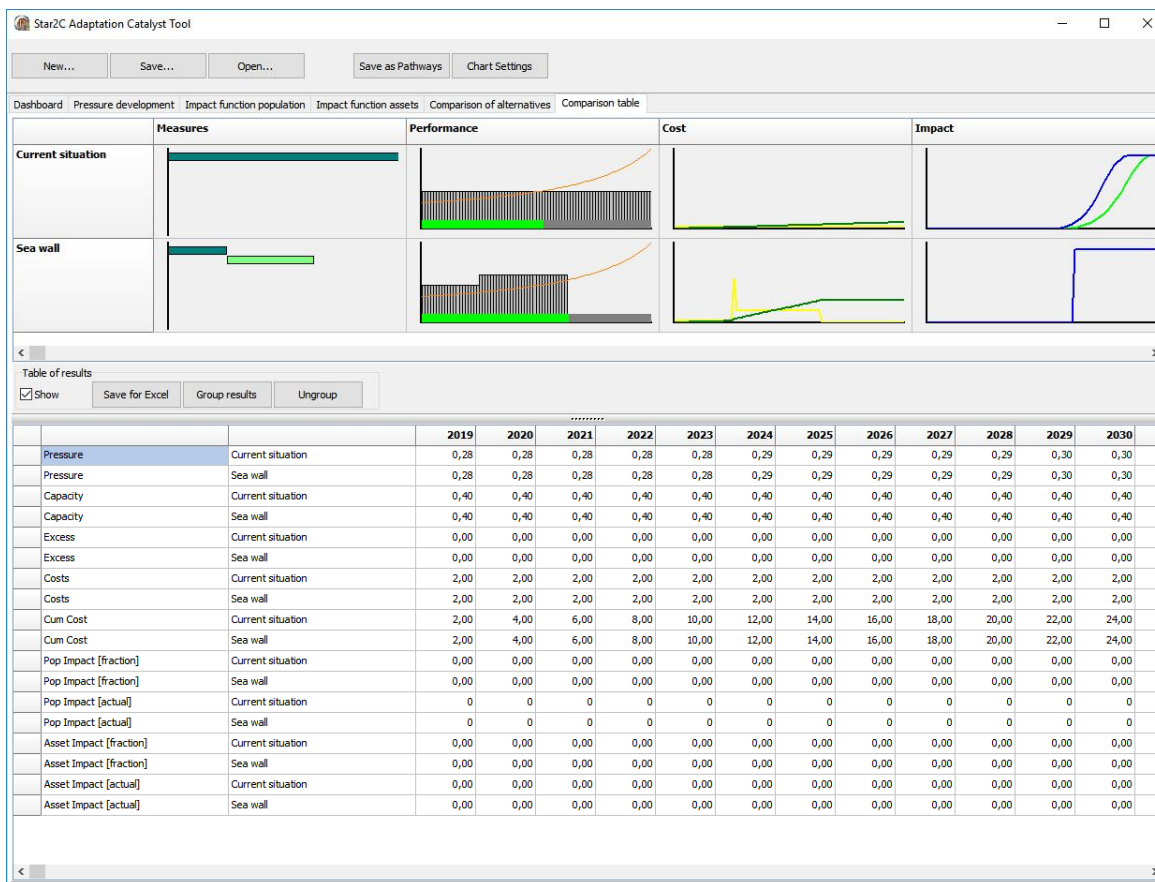 Star2C Adaptation Catalyst Tool
New... Save... Open... Save as Pathways Chart Settings
Dashboard Pressure development Impact function population Impact function assets Comparison of alternatives Comparison table
Measures Performance Cost Impact
Current situation
Sea wall
Table of results
Show Save for Excel Group results Ungroup
2019 2020 2021 2022 2023 2024 2025 2026 2027 2028 2029 2030
Pressure Current situation 0,28 0,28 0,28 0,28 0,28 0,29 0,29 0,29 0,29 0,29 0,30 0,30
Pressure Sea wall 0,28 0,28 0,28 0,28 0,28 0,29 0,29 0,29 0,29 0,29 0,30 0,30
Capacity Current situation 0,40 0,40 0,40 0,40 0,40 0,40 0,40 0,40 0,40 0,40 0,40 0,40
Capacity Sea wall 0,40 0,40 0,40 0,40 0,40 0,40 0,40 0,40 0,40 0,40 0,40 0,40
Excess Current situation 0,00 0,00 0,00 0,00 0,00 0,00 0,00 0,00 0,00 0,00 0,00 0,00
Excess Sea wall 0,00 0,00 0,00 0,00 0,00 0,00 0,00 0,00 0,00 0,00 0,00 0,00
Costs Current situation 2,00 2,00 2,00 2,00 2,00 2,00 2,00 2,00 2,00 2,00 2,00 2,00
Costs Sea wall 2,00 2,00 2,00 2,00 2,00 2,00 2,00 2,00 2,00 2,00 2,00 2,00
Cum Cost Current situation 2,00 4,00 6,00 8,00 10,00 12,00 14,00 16,00 18,00 20,00 22,00 24,00
Cum Cost Sea wall 2,00 4,00 6,00 8,00 10,00 12,00 14,00 16,00 18,00 20,00 22,00 24,00
Pop Impact [fraction] Current situation 0,00 0,00 0,00 0,00 0,00 0,00 0,00 0,00 0,00 0,00 0,00 0,00
Pop Impact [fraction] Sea wall 0,00 0,00 0,00 0,00 0,00 0,00 0,00 0,00 0,00 0,00 0,00 0,00
Pop Impact [actual] Current situation 0 0 0 0 0 0 0 0 0 0 0 0
Pop Impact [actual] Sea wall 0 0 0 0 0 0 0 0 0 0 0 0
Asset Impact [fraction] Current situation 0,00 0,00 0,00 0,00 0,00 0,00 0,00 0,00 0,00 0,00 0,00 0,00
Asset Impact [fraction] Sea wall 0,00 0,00 0,00 0,00 0,00 0,00 0,00 0,00 0,00 0,00 0,00 0,00
Asset Impact [actual] Current situation 0,00 0,00 0,00 0,00 0,00 0,00 0,00 0,00 0,00 0,00 0,00 0,00
Asset Impact [actual] Sea wall 0,00 0,00 0,00 0,00 0,00 0,00 0,00 0,00 0,00 0,00 0,00 0,00